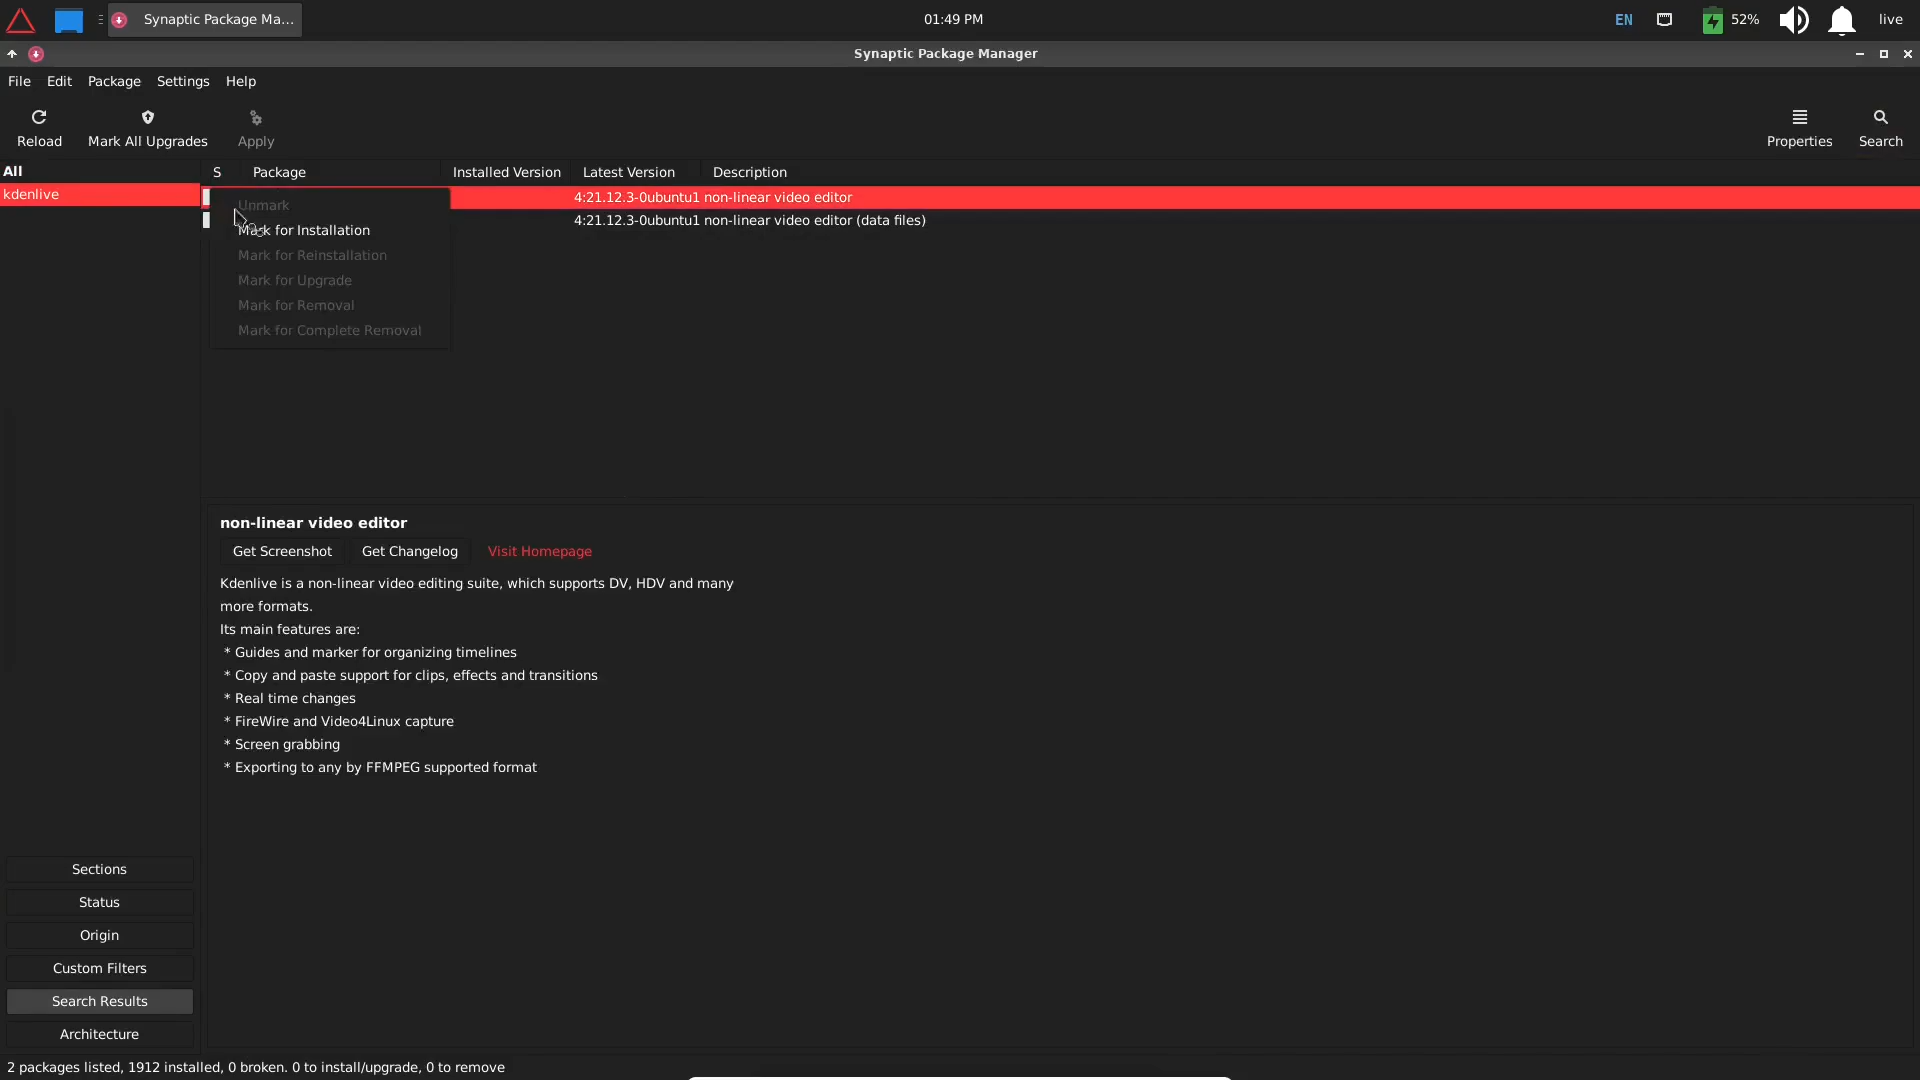 Synaptic Package Ma...
01:49 PM
EN
52%
live
Synaptic Package Manager
File Edit Package Settings Help
Reload
Mark All Upgrades
Apply
Properties
Search
All
kdenlive
S Package Installed Version Latest Version Description
4:21.12.3-0ubuntu1 non-linear video editor
4:21.12.3-0ubuntu1 non-linear video editor (data files)
Unmark
Mark for Installation
Mark for Reinstallation
Mark for Upgrade
Mark for Removal
Mark for Complete Removal
non-linear video editor
Get Screenshot Get Changelog Visit Homepage
Kdenlive is a non-linear video editing suite, which supports DV, HDV and many
more formats.
Its main features are:
* Guides and marker for organizing timelines
* Copy and paste support for clips, effects and transitions
* Real time changes
* FireWire and Video4Linux capture
* Screen grabbing
* Exporting to any by FFMPEG supported format
Sections
Status
Origin
Custom Filters
Search Results
Architecture
2 packages listed, 1912 installed, 0 broken. 0 to install/upgrade, 0 to remove